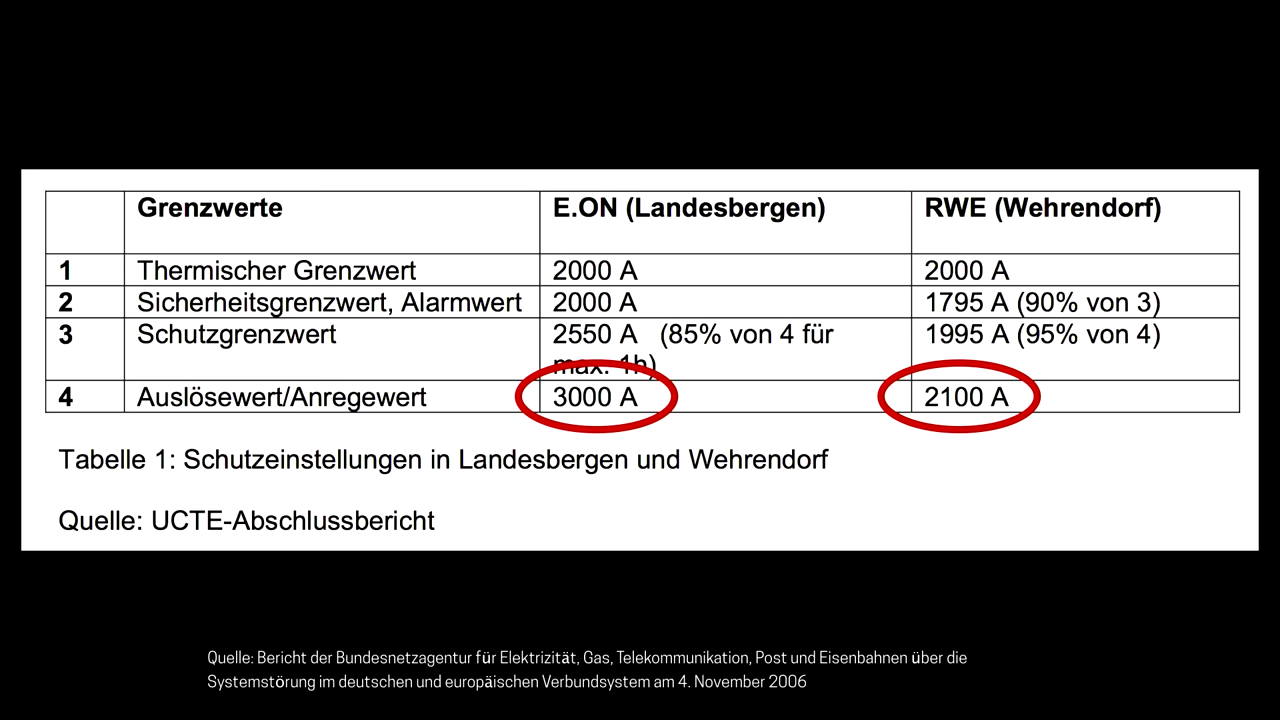 Grenzwerte E.ON (Landesbergen) RWE (Wehrendorf)
1 Thermischer Grenzwert 2000 A 2000 A
2 Sicherheitsgrenzwert, Alarmwert 2000 A 1795 A (90% von 3)
3 Schutzgrenzwert 2550 A (85% von 4 für 1995 A (95% von 4)
max. 1h)
4 Auslösewert/Anregewert 3000 A 2100 A
Tabelle 1: Schutzeinstellungen in Landesbergen und Wehrendorf
Quelle: UCTE-Abschlussbericht
Quelle: Bericht der Bundesnetzagentur für Elektrizität, Gas, Telekommunikation, Post und Eisenbahnen über die
Systemstörung im deutschen und europäischen Verbundsystem am 4. November 2006